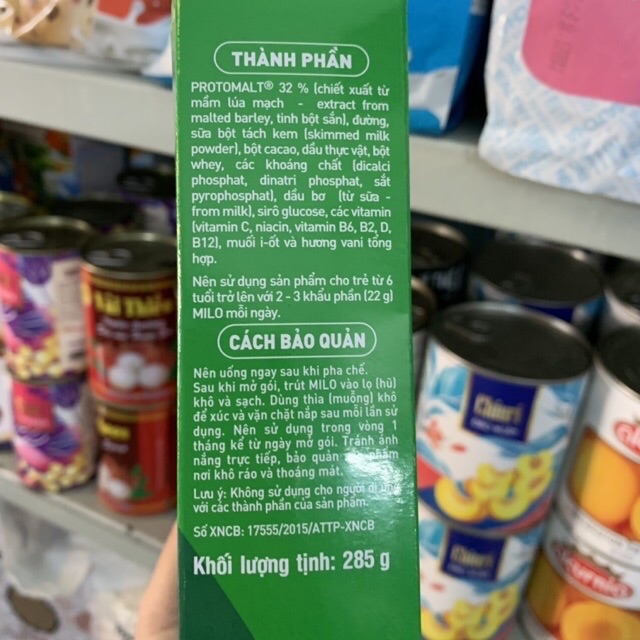 THÀNH PHẦN
PROTOMALT® 32 % (chiết xuất từ
mầm lúa mạch - extract from
malted barley, tinh bột sắn), đường,
sữa bột tách kem (skimmed milk
powder), bột cacao, dầu thực vật, bột
whey, các khoáng chất (dicalci
phosphat, dinatri phosphat, sắt
pyrophosphat), dầu bơ (từ sữa -
from milk), sirô glucose, các vitamin
(vitamin C, niacin, vitamin B6, B2, D,
B12), muối i-ốt và hương vani tổng
hợp.
Nên sử dụng sản phẩm cho trẻ từ 6
tuổi trở lên với 2 - 3 khẩu phần (22 g)
MILO mỗi ngày.
CÁCH BẢO QUẢN
Nên uống ngay sau khi pha chế.
Sau khi mở gói, trút MILO vào lọ (hũ)
khô và sạch. Dùng thìa (muỗng) khô
để xúc và vặn chặt nắp sau mỗi lần sử
dụng. Nên sử dụng trong vòng 1
tháng kể từ ngày mở gói. Tránh ánh
nắng trực tiếp, bảo quản sản phẩm
nơi khô ráo và thoáng mát.
Lưu ý: Không sử dụng cho người dị ứng
với các thành phần của sản phẩm.
Số XNCB: 17555/2015/ATTP-XNCB
Khối lượng tịnh: 285 g